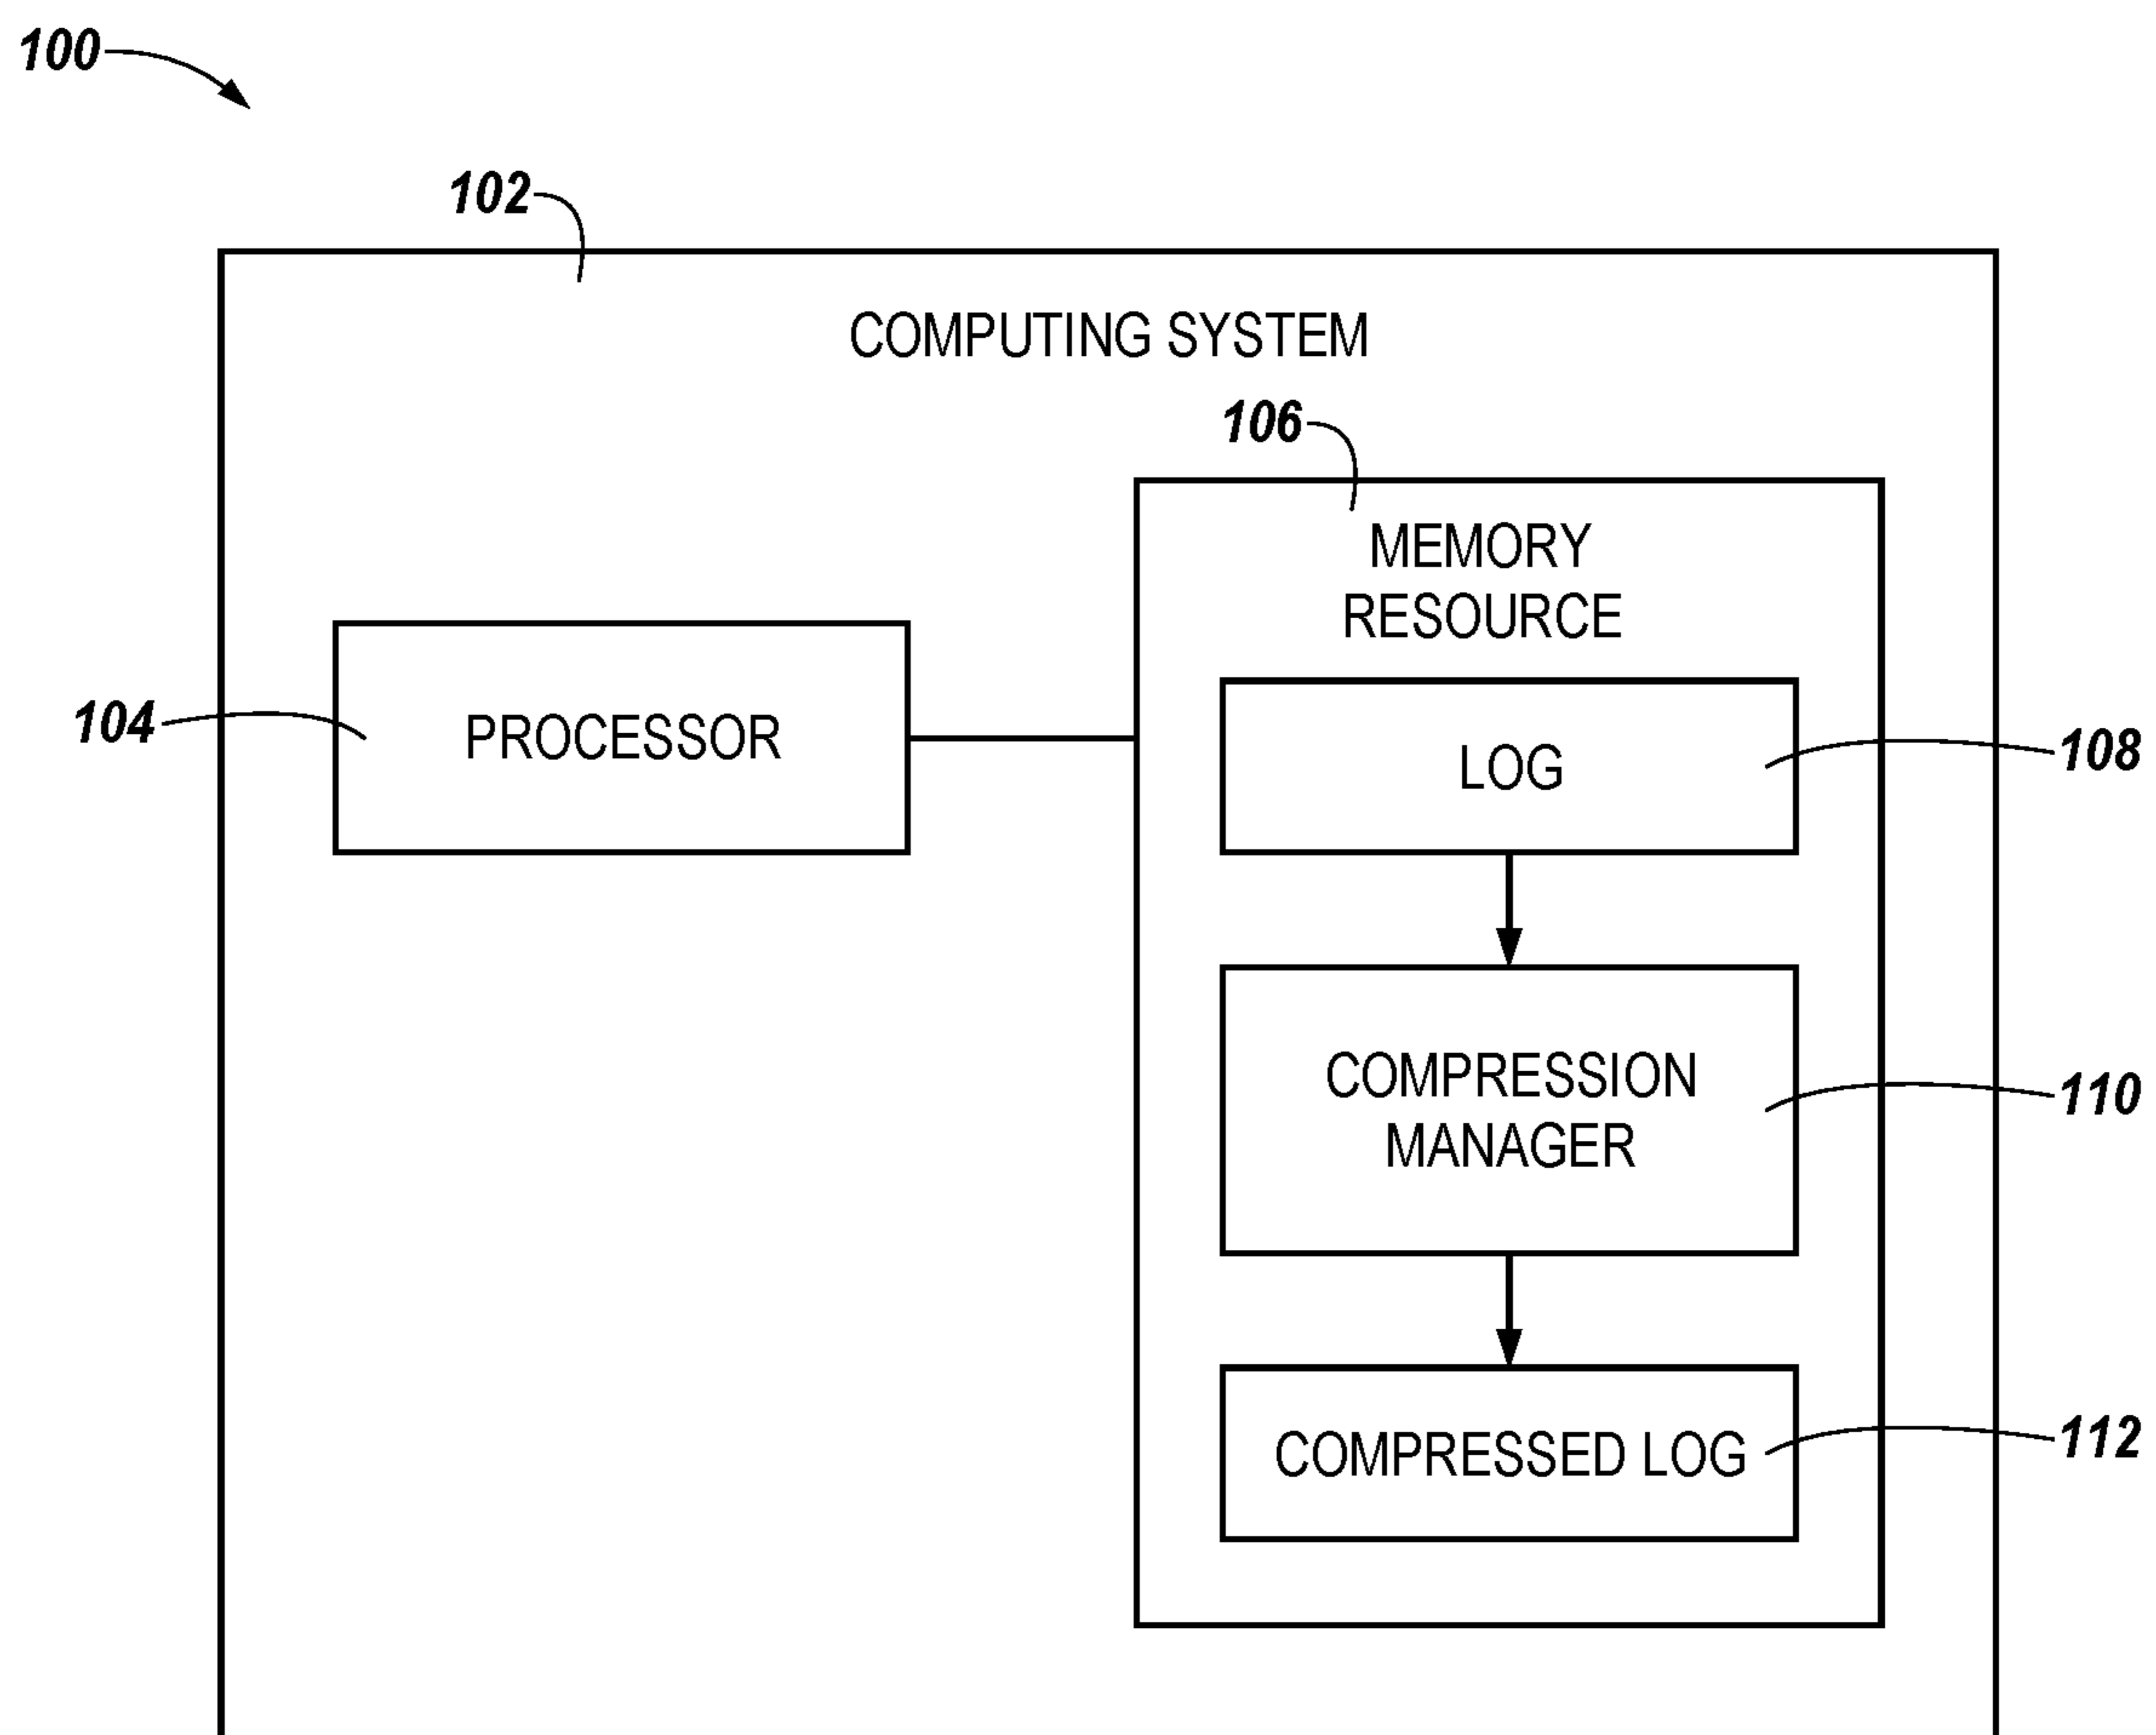 100
102
COMPUTING SYSTEM
106
MEMORY
RESOURCE
104
PROCESSOR
LOG
108
COMPRESSION
MANAGER
110
COMPRESSED LOG
112